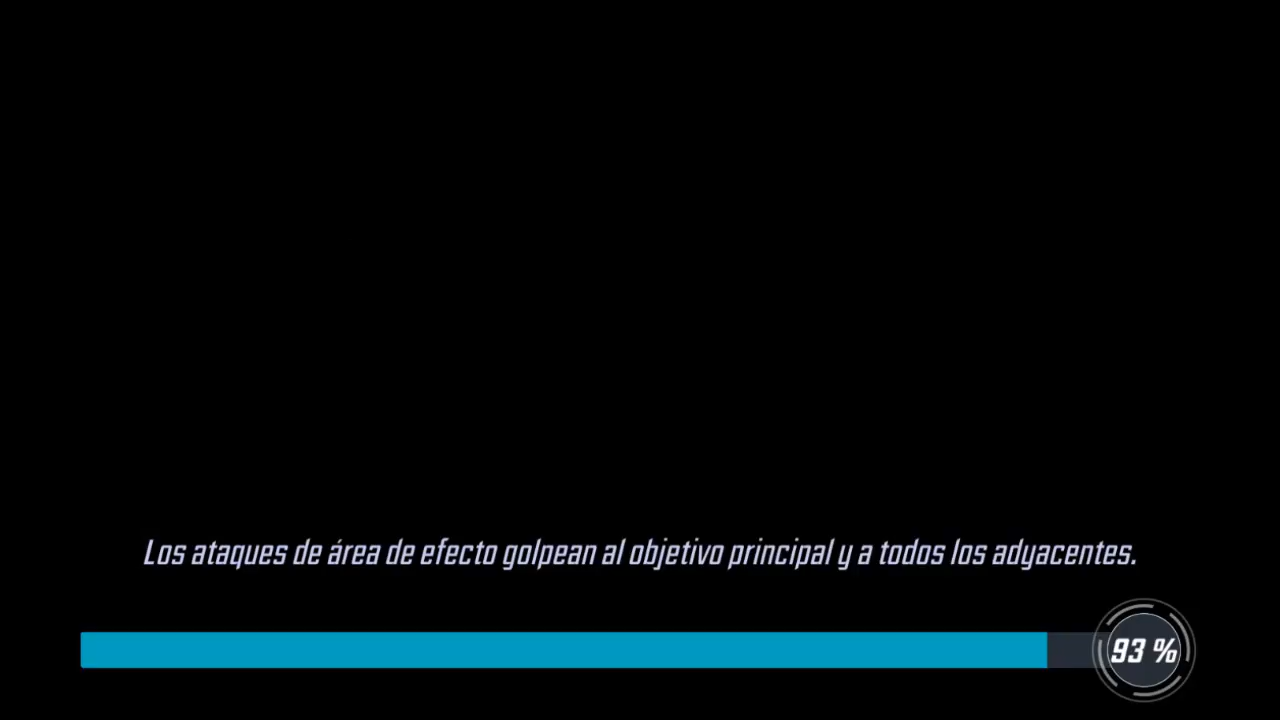 Los ataques de área de efecto golpean al objetivo principal y a todos los adyacentes.
93 %